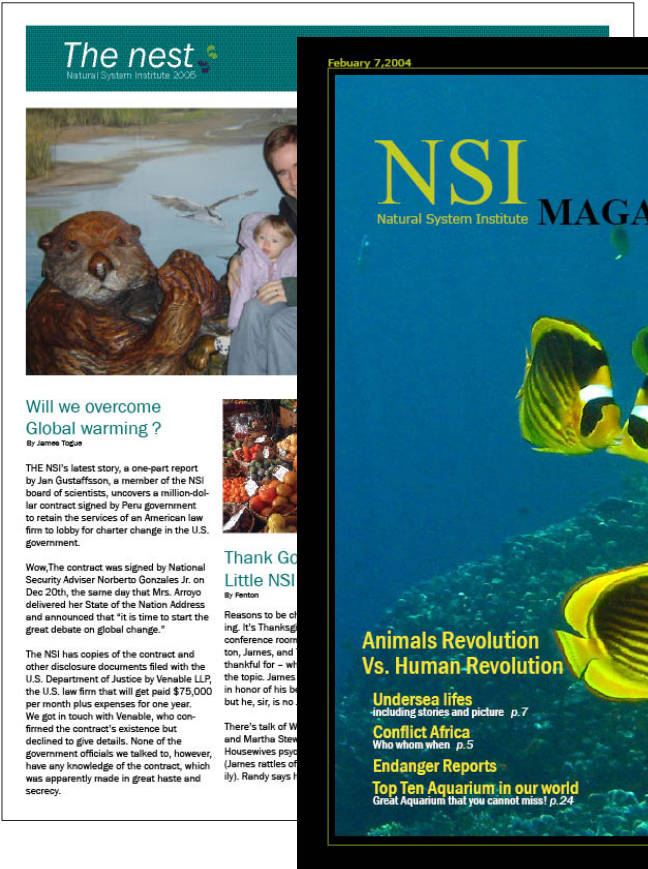 The nest
Natural System Institute 2005
Will we overcome
Global warming ?
By James Togue
THE NSI's latest story, a one-part report
by Jan Gustaffsson, a member of the NSI
board of scientists, uncovers a million-dol-
lar contract signed by Peru government
to retain the services of an American law
firm to lobby for charter change in the U.S.
government.
Wow,The contract was signed by National
Security Adviser Norberto Gonzales Jr. on
Dec 20th, the same day that Mrs. Arroyo
delivered her State of the Nation Address
and announced that “it is time to start the
great debate on global change.”
The NSI has copies of the contract and
other disclosure documents filed with the
U.S. Department of Justice by Venable LLP,
the U.S. law firm that will get paid $75,000
per month plus expenses for one year.
We got in touch with Venable, who con-
firmed the contract's existence but
declined to give details. None of the
government officials we talked to, however,
have any knowledge of the contract, which
was apparently made in great haste and
secrecy.
Thank Go
Little NSI
By Fenton
Reasons to be ch
ing. It's Thanksgi
conference room
ton, James, and
thankful for – wh
the topic. James
in honor of his be
but he, sir, is no
There's talk of W
and Martha Stew
Housewives psyc
(James rattles of
ily). Randy says h
Febuary 7,2004
NSI
Natural System Institute
MAGA
Animals Revolution
Vs. Human Revolution
Undersea lifes
including stories and picture p.7
Conflict Africa
Who whom when p.5
Endanger Reports
Top Ten Aquarium in our world
Great Aquarium that you cannot miss! p.24